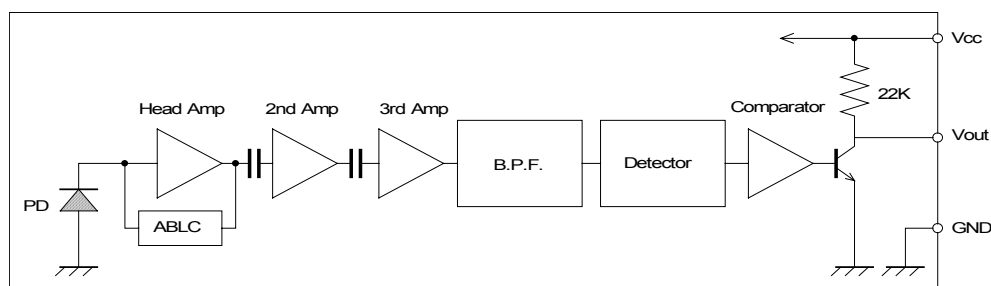 Vcc
22K
Head Amp
2nd Amp
3rd Amp
Comparator
Vout
B.P.F.
Detector
PD
ABLC
GND